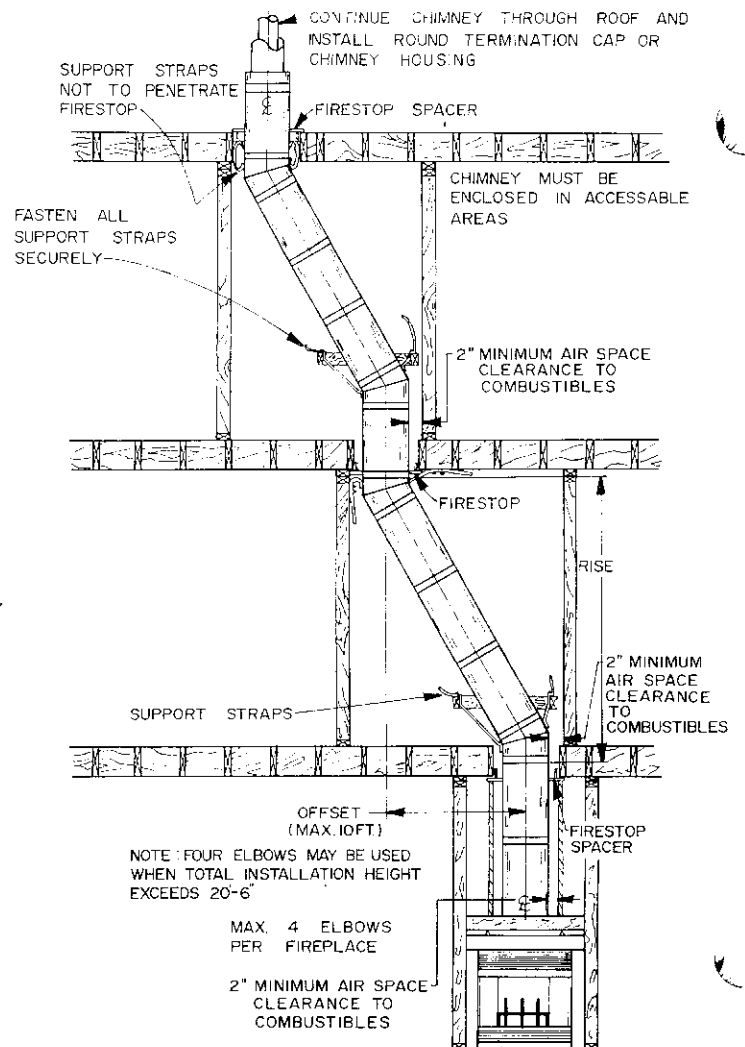 CONTINUE CHIMNEY THROUGH ROOF AND
INSTALL ROUND TERMINATION CAP OR
CHIMNEY HOUSING
SUPPORT STRAPS
NOT TO PENETRATE
FIRESTOP
FIRESTOP SPACER
CHIMNEY MUST BE
ENCLOSED IN ACCESSABLE
AREAS
FASTEN ALL
SUPPORT STRAPS
SECURELY
2" MINIMUM AIR SPACE
CLEARANCE TO
COMBUSTIBLES
FIRESTOP
RISE
2" MINIMUM
AIR SPACE
CLEARANCE
TO
COMBUSTIBLES
SUPPORT STRAPS
OFFSET
(MAX. 10FT.)
FIRESTOP
SPACER
NOTE: FOUR ELBOWS MAY BE USED
WHEN TOTAL INSTALLATION HEIGHT
EXCEEDS 20'-6"
MAX. 4 ELBOWS
PER FIREPLACE
2" MINIMUM AIR SPACE
CLEARANCE TO
COMBUSTIBLES